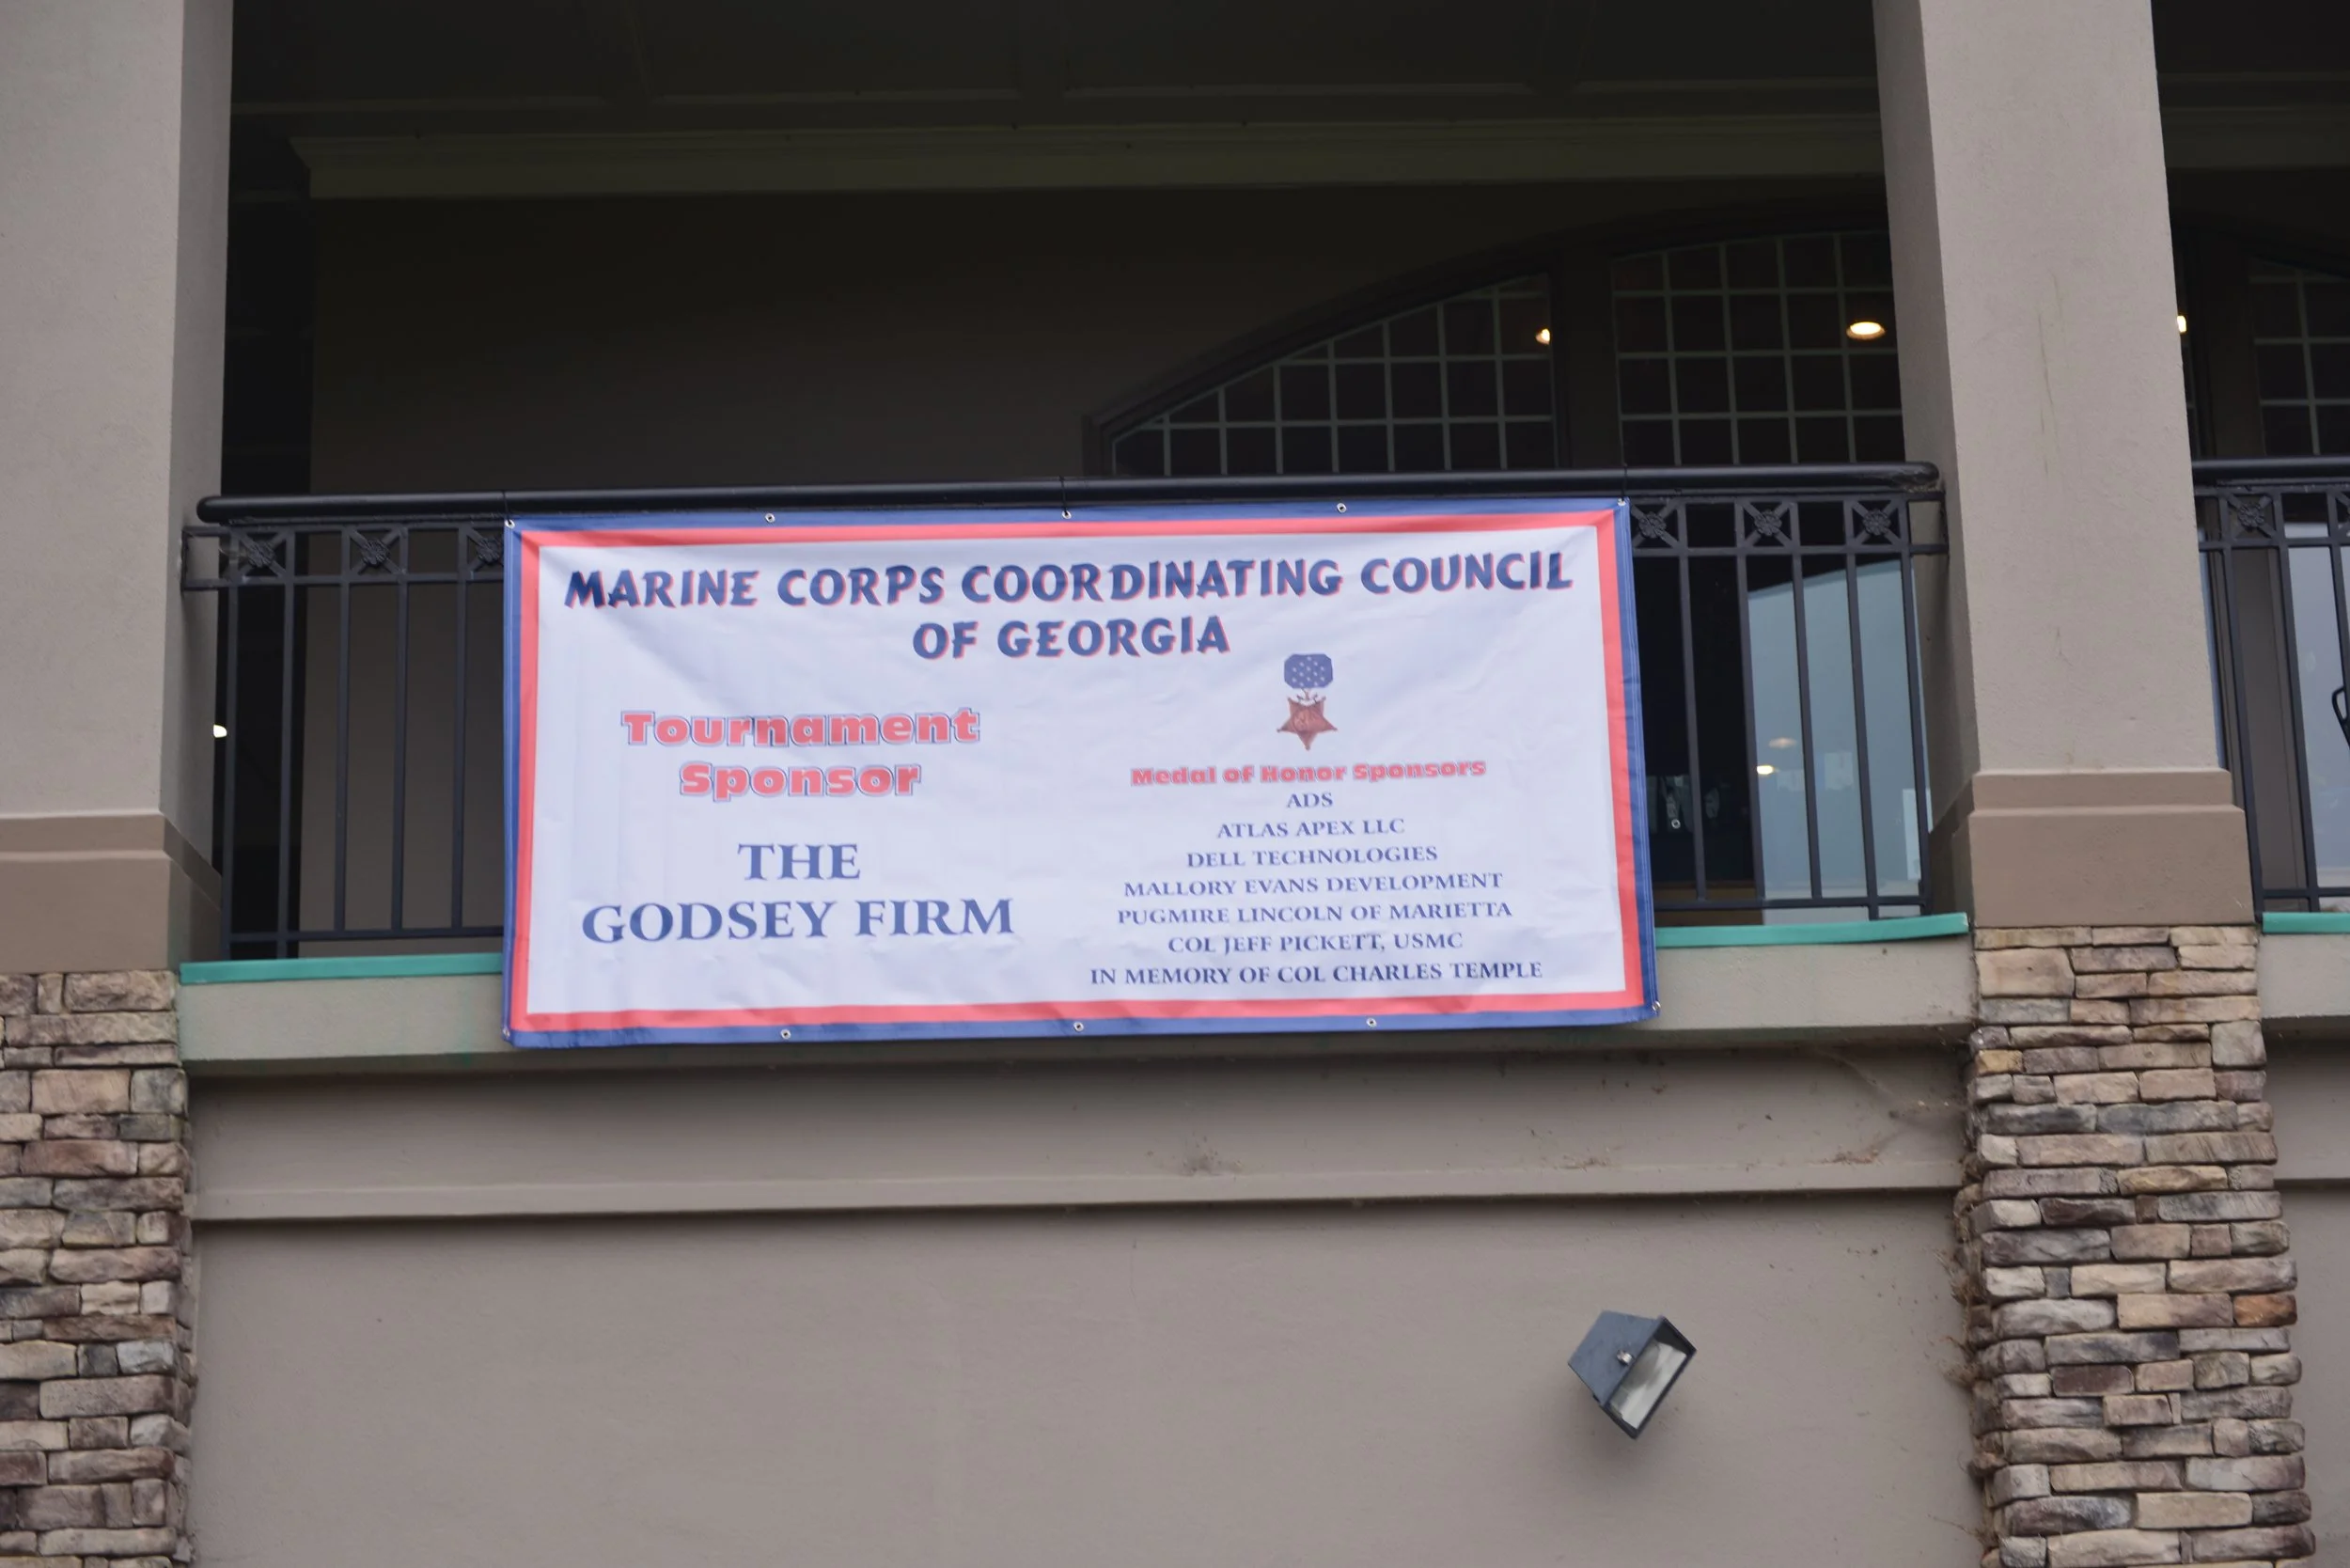 MARINE CORPS COORDINATING COUNCIL
OF GEORGIA
Tournament
Sponsor
THE
GODSEY FIRM
Medal of Honor Sponsors
ADS
ATLAS APEX LLC
DELL TECHNOLOGIES
MALLORY EVANS DEVELOPMENT
PUGMIRE LINCOLN OF MARIETTA
COL JEFF PICKETT, USMC
IN MEMORY OF COL CHARLES TEMPLE